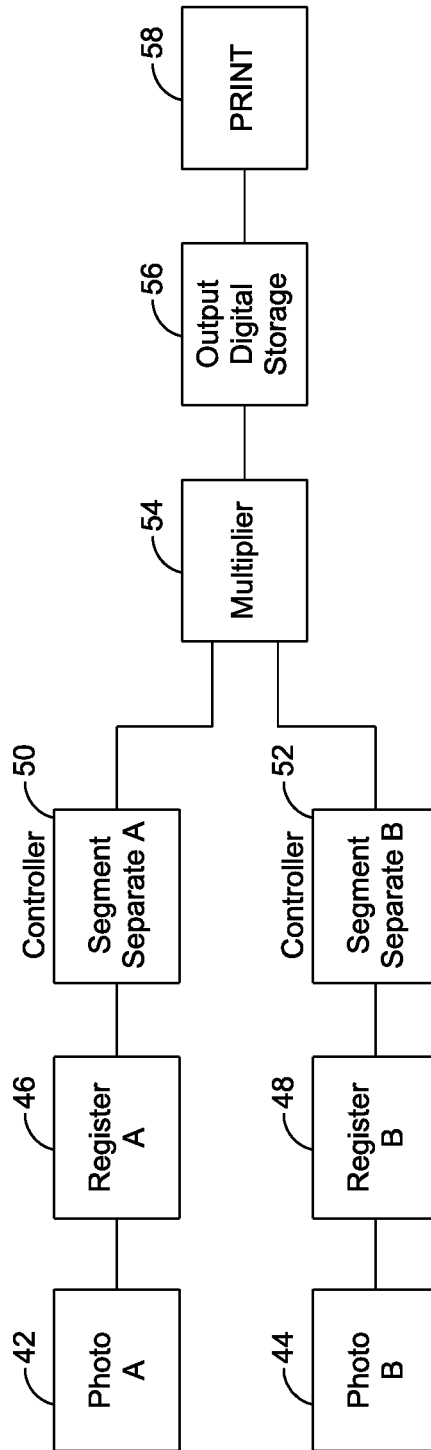 42
Photo
A
46
Register
A
50
Controller
Segment
Separate A
44
Photo
B
48
Register
B
52
Controller
Segment
Separate B
54
Multiplier
56
Output
Digital
Storage
58
PRINT